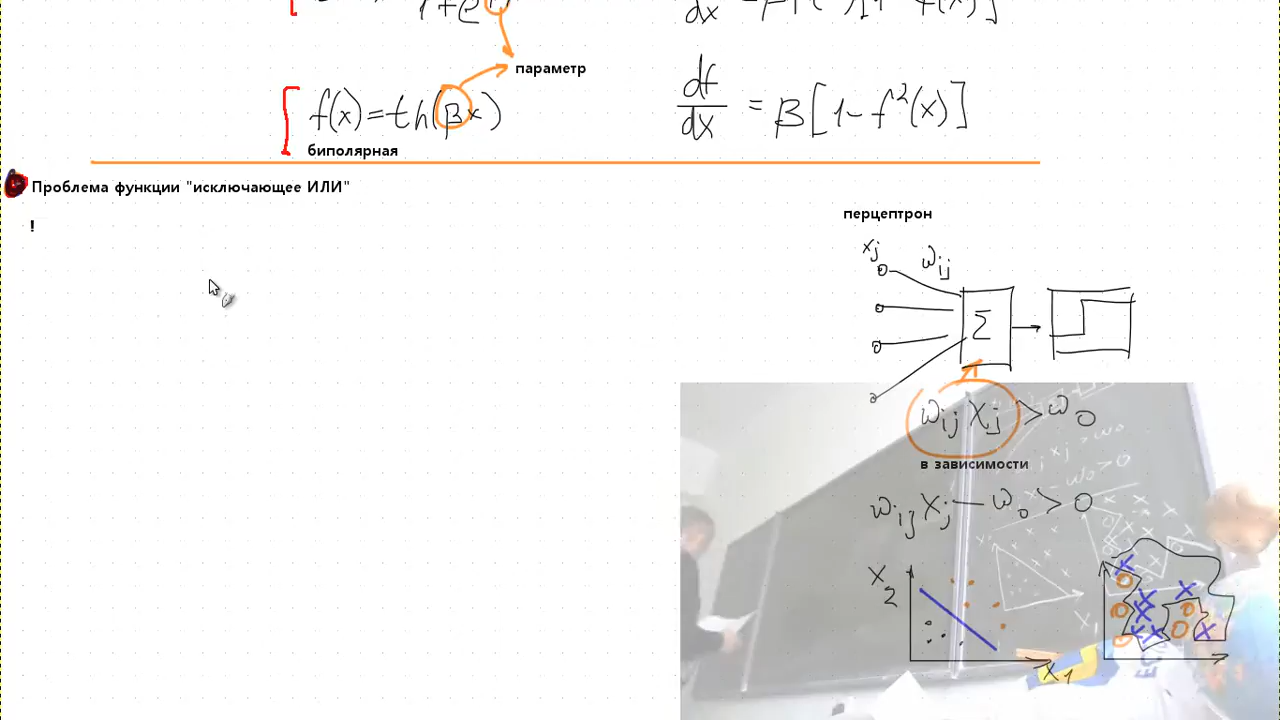 параметр
f(x)=th(βx)
df/dx = β[1-f²(x)]
биполярная
Проблема функции "исключающее ИЛИ"
!
перцептрон
xj
ωij
Σ
ωij xj > ω0
в зависимости
ωij xj — ω0 > 0
x2
x1